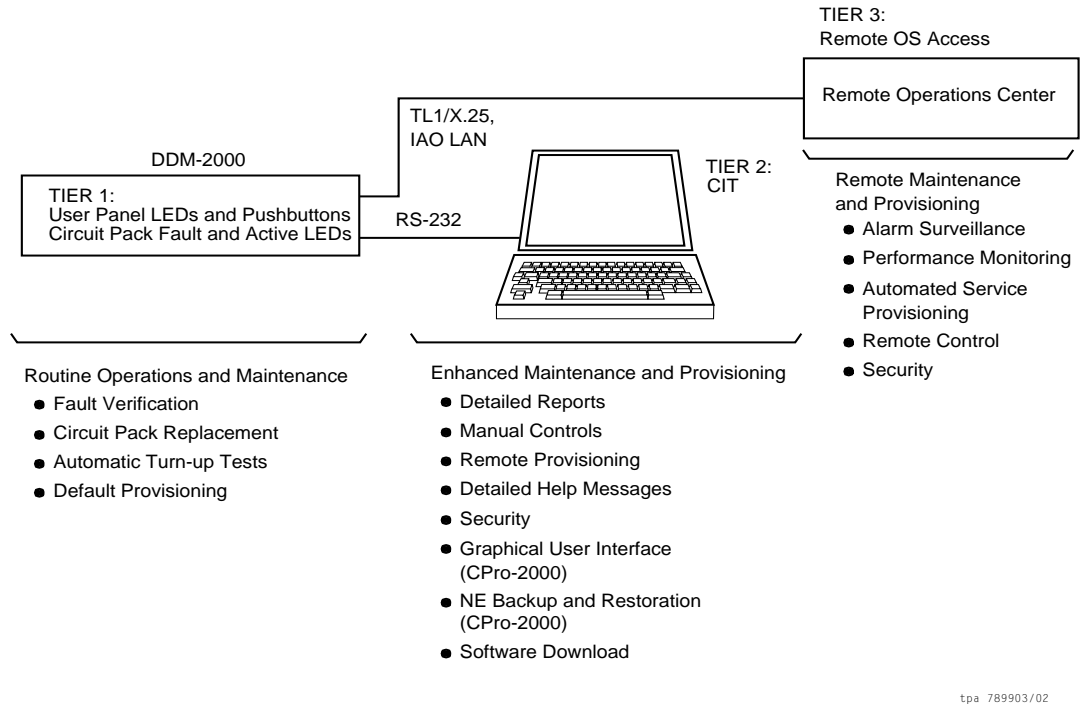 TIER 3:
Remote OS Access
Remote Operations Center
TL1/X.25,
IAO LAN
DDM-2000
TIER 1:
User Panel LEDs and Pushbuttons
Circuit Pack Fault and Active LEDs
RS-232
TIER 2:
CIT
Remote Maintenance
and Provisioning
Alarm Surveillance
Performance Monitoring
Automated Service
Provisioning
Remote Control
Security
Routine Operations and Maintenance
Fault Verification
Circuit Pack Replacement
Automatic Turn-up Tests
Default Provisioning
Enhanced Maintenance and Provisioning
Detailed Reports
Manual Controls
Remote Provisioning
Detailed Help Messages
Security
Graphical User Interface
(CPro-2000)
NE Backup and Restoration
(CPro-2000)
Software Download
tpa 789903/02